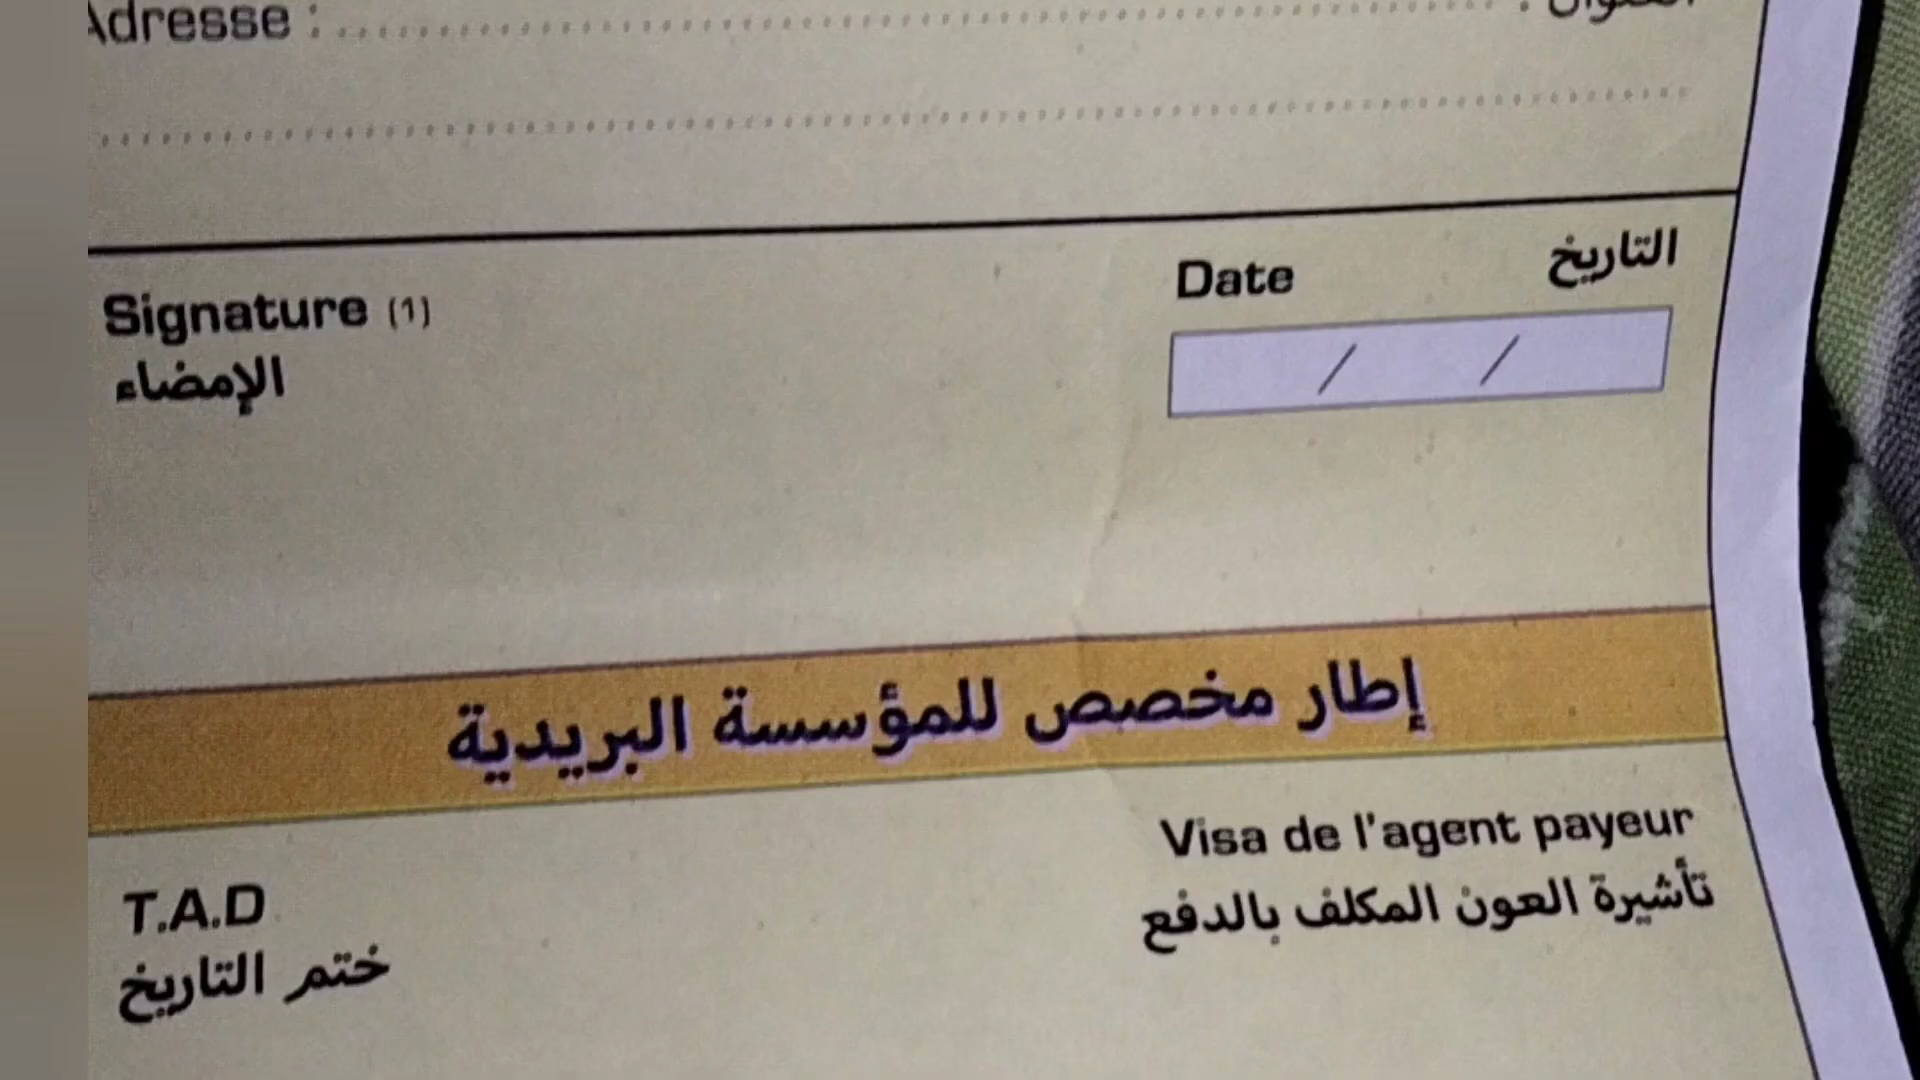 Adresse : العنوان :
Signature (1)
الإمضاء
Date التاريخ
/ /
إطار مخصص للمؤسسة البريدية
Visa de l'agent payeur
تأشيرة العون المكلف بالدفع
T.A.D
ختم التاريخ